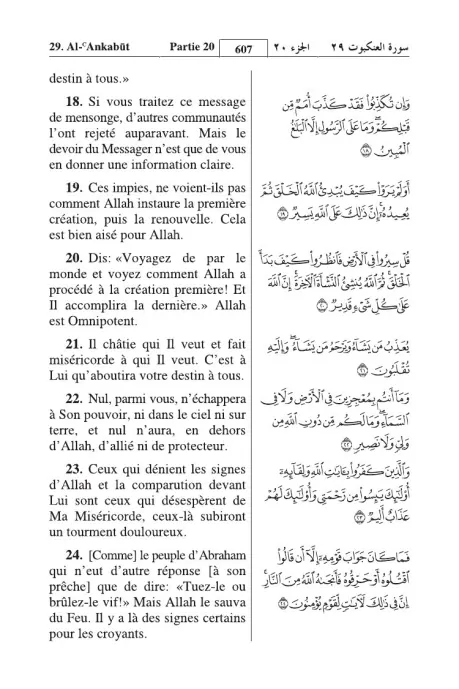 29. Al-ᶜAnkabūt Partie 20 607 الجزء ٢٠ سورة العنكبوت ٢٩
destin à tous.»
18. Si vous traitez ce message
de mensonge, d’autres communautés
l’ont rejeté auparavant. Mais le
devoir du Messager n’est que de vous
en donner une information claire.
19. Ces impies, ne voient-ils pas
comment Allah instaure la première
création, puis la renouvelle. Cela
est bien aisé pour Allah.
20. Dis: «Voyagez de par le
monde et voyez comment Allah a
procédé à la création première! Et
Il accomplira la dernière.» Allah
est Omnipotent.
21. Il châtie qui Il veut et fait
miséricorde à qui Il veut. C’est à
Lui qu’aboutira votre destin à tous.
22. Nul, parmi vous, n’échappera
à Son pouvoir, ni dans le ciel ni sur
terre, et nul n’aura, en dehors
d’Allah, d’allié ni de protecteur.
23. Ceux qui dénient les signes
d’Allah et la comparution devant
Lui sont ceux qui désespèrent de
Ma Miséricorde, ceux-là subiront
un tourment douloureux.
24. [Comme] le peuple d’Abraham
qui n’eut d’autre réponse [à son
prêche] que de dire: «Tuez-le ou
brûlez-le vif!» Mais Allah le sauva
du Feu. Il y a là des signes certains
pour les croyants.
وَإِن تُكَذِّبُواْ فَقَدْ كَذَّبَ أُمَمٌ مِّن
قَبْلِكُمْ وَمَا عَلَى ٱلرَّسُولِ إِلَّا ٱلْبَلَٰغُ
ٱلْمُبِينُ ١٨
أَوَلَمْ يَرَوْاْ كَيْفَ يُبْدِئُ ٱللَّهُ ٱلْخَلْقَ ثُمَّ
يُعِيدُهُۥٓ إِنَّ ذَٰلِكَ عَلَى ٱللَّهِ يَسِيرٌ ١٩
قُلْ سِيرُواْ فِي ٱلْأَرْضِ فَٱنظُرُواْ كَيْفَ بَدَأَ
ٱلْخَلْقَ ثُمَّ ٱللَّهُ يُنشِئُ ٱلنَّشْأَةَ ٱلْآخِرَةَ إِنَّ ٱللَّهَ
عَلَىٰ كُلِّ شَيْءٍ قَدِيرٌ ٢٠
يُعَذِّبُ مَن يَشَآءُ وَيَرْحَمُ مَن يَشَآءُ وَإِلَيْهِ
تُقْلَبُونَ ٢١
وَمَآ أَنتُم بِمُعْجِزِينَ فِي ٱلْأَرْضِ وَلَا فِي
ٱلسَّمَآءِ وَمَا لَكُم مِّن دُونِ ٱللَّهِ مِن
وَلِيٍّ وَلَا نَصِيرٍ ٢٢
وَٱلَّذِينَ كَفَرُواْ بِـَٔايَٰتِ ٱللَّهِ وَلِقَآئِهِۦٓ
أُوْلَٰٓئِكَ يَئِسُواْ مِن رَّحْمَتِي وَأُوْلَٰٓئِكَ لَهُمْ
عَذَابٌ أَلِيمٌ ٢٣
فَمَا كَانَ جَوَابَ قَوْمِهِۦٓ إِلَّآ أَن قَالُواْ
ٱقْتُلُوهُ أَوْ حَرِّقُوهُ فَأَنجَىٰهُ ٱللَّهُ مِنَ ٱلنَّارِ
إِنَّ فِي ذَٰلِكَ لَآيَٰتٍ لِّقَوْمٍ يُؤْمِنُونَ ٢٤